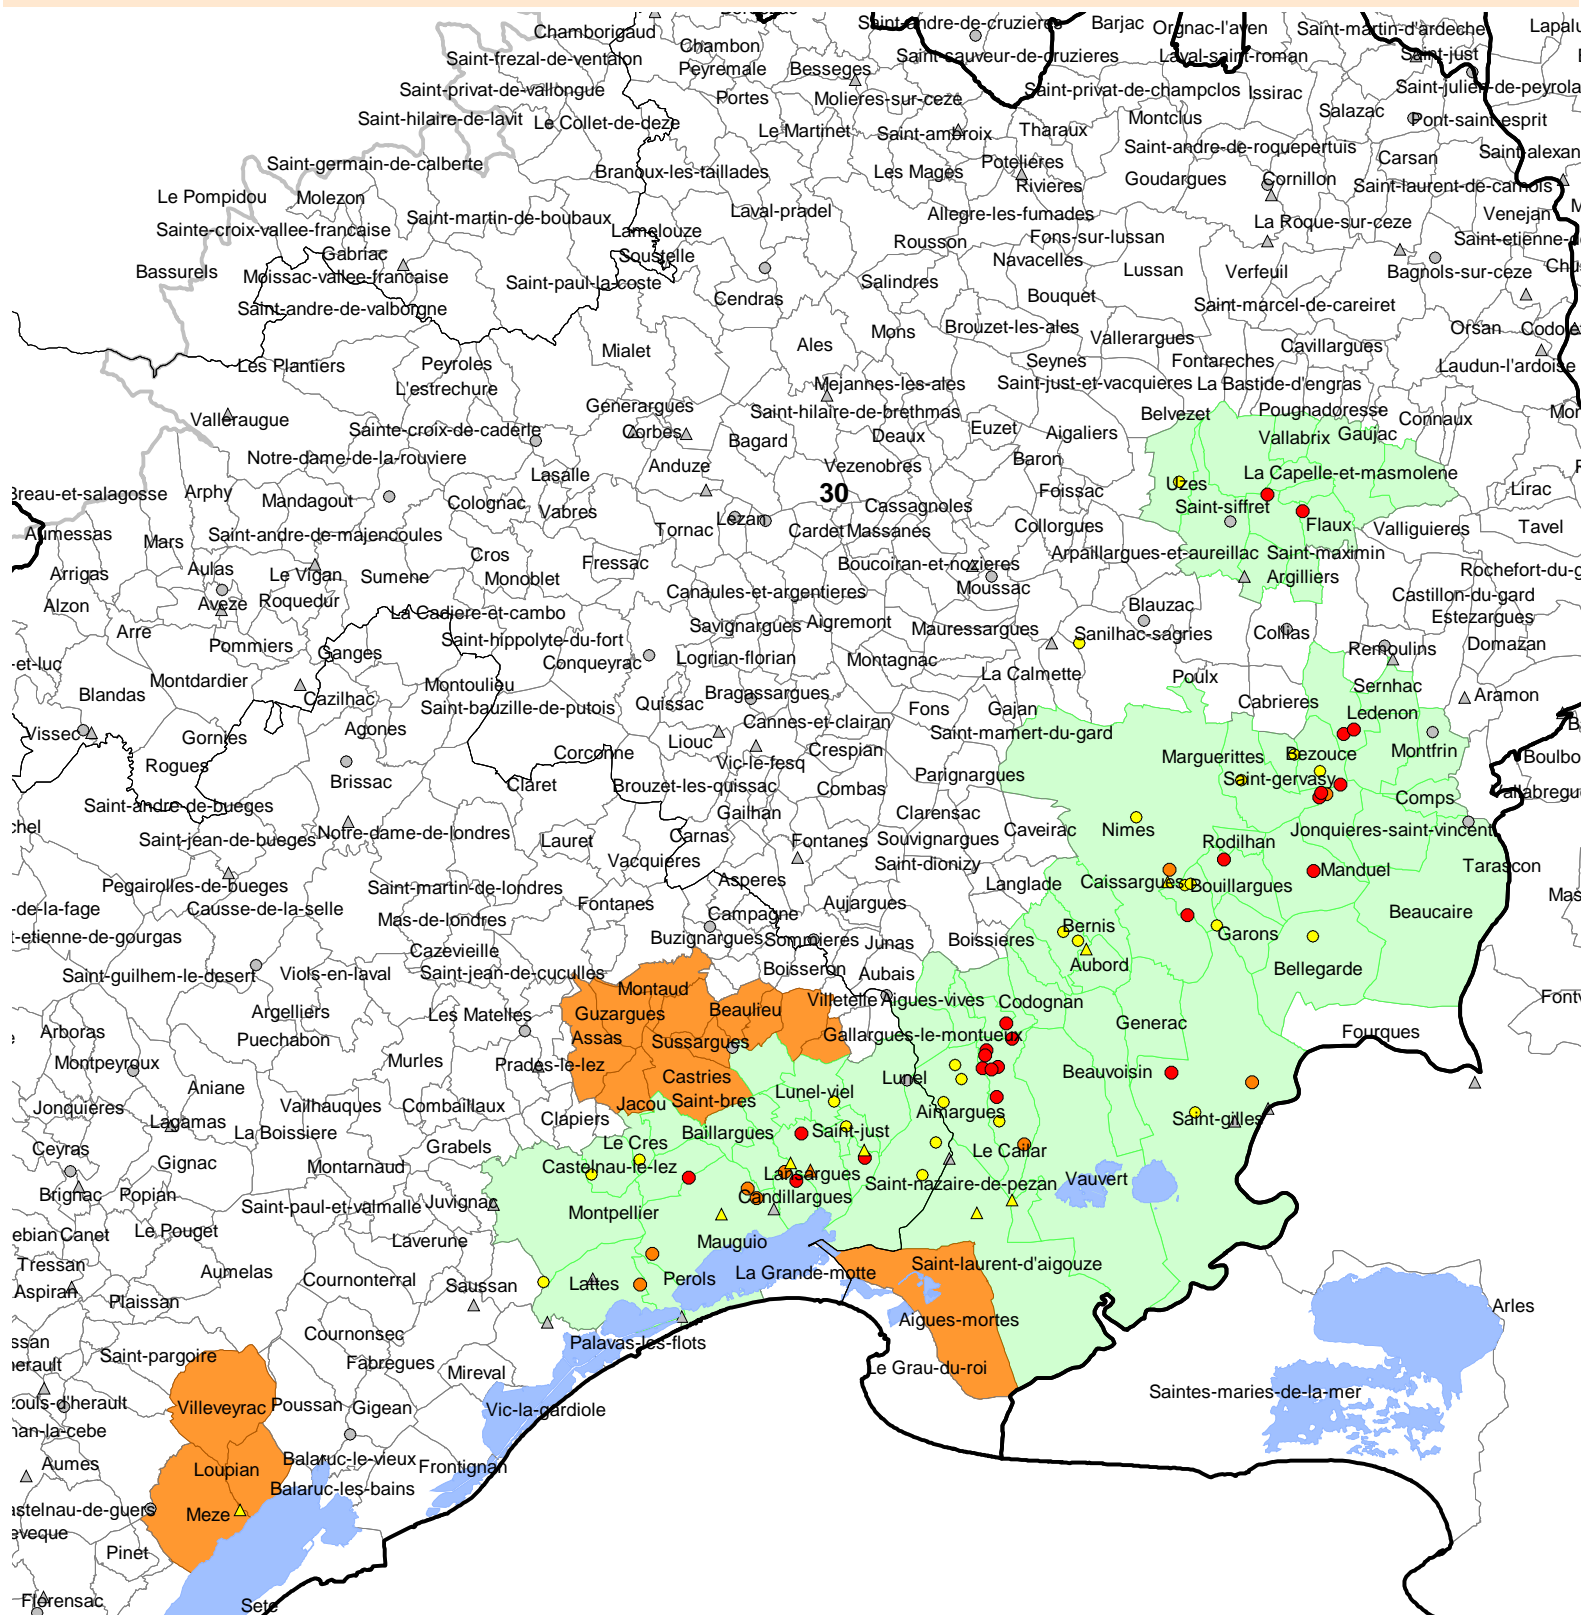 Chamborigaud
Saint-andre-de-cruzieres
Barjac
Orgnac-l'aven
Saint-martin-d'ardeche
Saint-frezal-de-ventalon
Chambon
Saint-sauveur-de-cruzieres
Laval-saint-roman
Saint-just
Peyremale
Besseges
Saint-privat-de-vallongue
Portes
Molieres-sur-ceze
Saint-privat-de-champclos
Issirac
Saint-hilaire-de-lavit
Le Collet-de-deze
Le Martinet
Saint-ambroix
Tharaux
Montclus
Salazac
Pont-saint-esprit
Saint-germain-de-calberte
Branoux-les-taillades
Les Mages
Potelieres
Rivieres
Saint-andre-de-roquepertuis
Carsan
Goudargues
Cornillon
Saint-laurent-de-carnols
Le Pompidou
Molezon
Saint-martin-de-boubaux
Laval-pradel
Allegre-les-fumades
La Roque-sur-ceze
Venejan
Sainte-croix-vallee-francaise
Lamelouze
Rousson
Fons-sur-lussan
Gabriac
Soustelle
Navacelles
Bassurels
Moissac-vallee-francaise
Saint-paul-la-coste
Salindres
Lussan
Verfeuil
Bagnols-sur-ceze
Saint-andre-de-valborgne
Cendras
Bouquet
Saint-marcel-de-careiret
Mons
Brouzet-les-ales
Vallerargues
Orsan
Les Plantiers
Peyroles
Mialet
Ales
Seynes
Fontareches
Cavillargues
Laudun-l'ardoise
L'estrechure
Mejannes-les-ales
Saint-just-et-vacquieres
La Bastide-d'engras
Valleraugue
Generargues
Saint-hilaire-de-brethmas
Belvezet
Pougnadoresse
Connaux
Sainte-croix-de-caderle
Corbes
Bagard
Deaux
Euzet
Aigaliers
Vallabrix
Gaujac
Notre-dame-de-la-rouviere
Lasalle
Anduze
Vezenobres
Baron
La Capelle-et-masmolene
Arphy
Mandagout
Colognac
Vabres
30
Cassagnoles
Foissac
Uzes
Saint-siffret
Lirac
Aumessas
Mars
Saint-andre-de-majencoules
Tornac
Lezan
Cardet
Massanes
Collorgues
Flaux
Valliguieres
Tavel
Arrigas
Aulas
Le Vigan
Sumene
Cros
Monoblet
Fressac
Boucoiran-et-nozieres
Arpaillargues-et-aureillac
Saint-maximin
Alzon
Aveze
Roquedur
Canaules-et-argentieres
Moussac
Argilliers
Castillon-du-gard
Arre
La Cadiere-et-cambo
Savignargues
Aigremont
Mauressargues
Blauzac
Estezargues
Pommiers
Ganges
Saint-hippolyte-du-fort
Conqueyrac
Logrian-florian
Montagnac
Sanilhac-sagries
Collias
Remoulins
Domazan
Blandas
Montdardier
Cazilhac
Montoulieu
Bragassargues
La Calmette
Poulx
Sernhac
Aramon
Saint-bauzille-de-putois
Quissac
Cannes-et-clairan
Fons
Gajan
Cabrieres
Ledenon
Vissec
Gornies
Agones
Liouc
Crespian
Saint-mamert-du-gard
Marguerittes
Bezouce
Montfrin
Rogues
Brissac
Corconne
Claret
Vic-le-fesq
Brouzet-les-quissac
Combas
Parignargues
Saint-gervasy
Comps
Saint-andre-de-bueges
Gailhan
Clarensac
Saint-jean-de-bueges
Notre-dame-de-londres
Lauret
Carnas
Fontanes
Souvignargues
Caveirac
Nimes
Rodilhan
Jonquieres-saint-vincent
Vacquieres
Saint-dionizy
Manduel
Tarascon
Pegairolles-de-bueges
Saint-martin-de-londres
Asperes
Langlade
Caissargues
Bouillargues
Causse-de-la-selle
Mas-de-londres
Fontanes
Campagne
Aujargues
Beaucaire
Cazevieille
Buzignargues
Sommieres
Junas
Boissieres
Bernis
Garons
Saint-guilhem-le-desert
Viols-en-laval
Saint-jean-de-cuculles
Boisseron
Aubais
Aubord
Bellegarde
Montaud
Argelliers
Les Matelles
Guzargues
Beaulieu
Villetelle
Aigues-vives
Codognan
Arboras
Puechabon
Assas
Sussargues
Gallargues-le-montueux
Generac
Fourques
Montpeyroux
Murles
Prades-le-lez
Castries
Lunel
Beauvoisin
Aniane
Jonquieres
Vailhauques
Combaillaux
Clapiers
Jacou
Saint-bres
Lunel-viel
Aimargues
Saint-gilles
Lagamas
La Boissiere
Grabels
Le Cres
Baillargues
Saint-just
Le Cailar
Ceyras
Gignac
Montarnaud
Castelnau-le-lez
Lansargues
Saint-nazaire-de-pezan
Vauvert
Brignac
Popian
Saint-paul-et-valmalle
Juvignac
Montpellier
Candillargues
Canet
Le Pouget
Laverune
Mauguio
Tressan
Aumelas
Cournonterral
Saussan
Lattes
Perols
La Grande-motte
Saint-laurent-d'aigouze
Aspiran
Plaissan
Arles
Cournonsec
Palavas-les-flots
Aigues-mortes
Saint-pargoire
Fabregues
Mireval
Le Grau-du-roi
Saintes-maries-de-la-mer
Villeveyrac
Poussan
Gigean
Vic-la-gardiole
Aumes
Loupian
Balaruc-le-vieux
Frontignan
Balaruc-les-bains
Meze
Pinet
Florensac
Sete